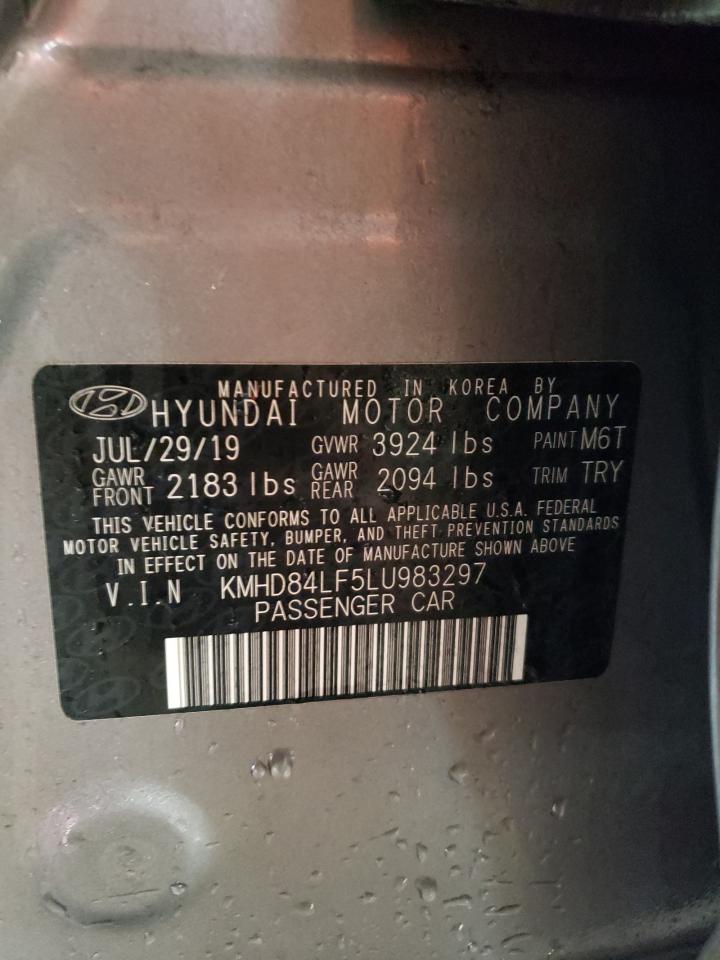 MANUFACTURED IN KOREA BY
HYUNDAI MOTOR COMPANY
JUL/29/19 GVWR 3924 lbs PAINT M6T
GAWR FRONT 2183 lbs GAWR REAR 2094 lbs TRIM TRY
THIS VEHICLE CONFORMS TO ALL APPLICABLE U.S.A. FEDERAL
MOTOR VEHICLE SAFETY, BUMPER, AND THEFT PREVENTION STANDARDS
IN EFFECT ON THE DATE OF MANUFACTURE SHOWN ABOVE
V.I.N KMHD84LF5LU983297
PASSENGER CAR